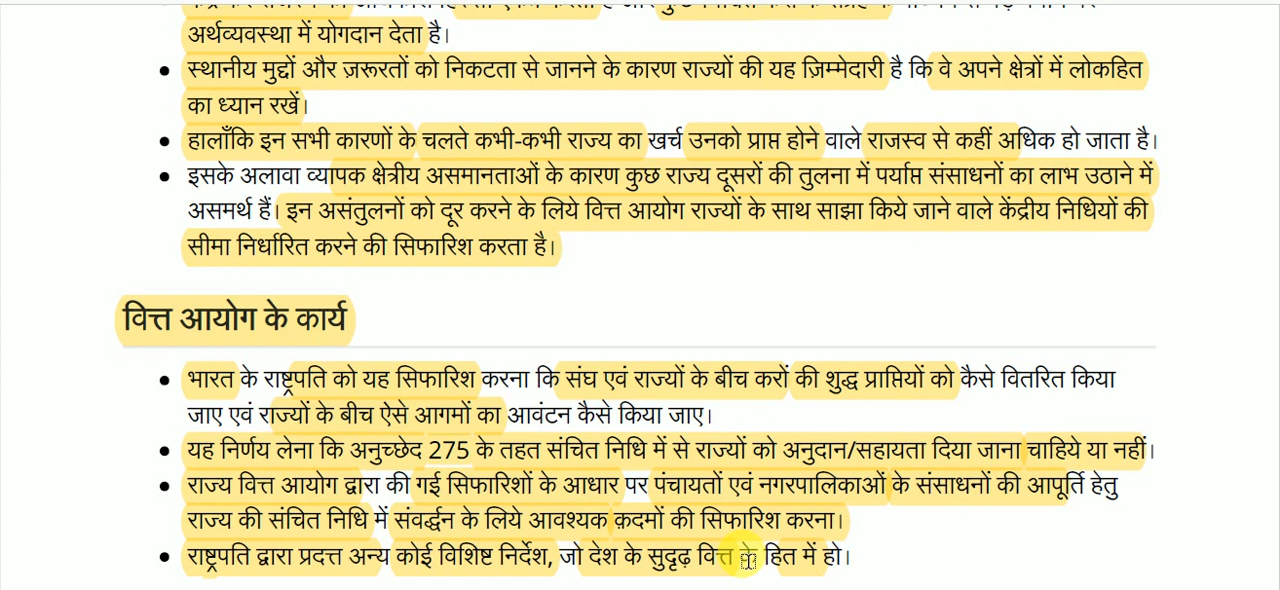 अर्थव्यवस्था में योगदान देता है।
स्थानीय मुद्दों और ज़रूरतों को निकटता से जानने के कारण राज्यों की यह ज़िम्मेदारी है कि वे अपने क्षेत्रों में लोकहित
का ध्यान रखें।
हालाँकि इन सभी कारणों के चलते कभी-कभी राज्य का खर्च उनको प्राप्त होने वाले राजस्व से कहीं अधिक हो जाता है।
इसके अलावा व्यापक क्षेत्रीय असमानताओं के कारण कुछ राज्य दूसरों की तुलना में पर्याप्त संसाधनों का लाभ उठाने में
असमर्थ हैं। इन असंतुलनों को दूर करने के लिये वित्त आयोग राज्यों के साथ साझा किये जाने वाले केंद्रीय निधियों की
सीमा निर्धारित करने की सिफारिश करता है।
वित्त आयोग के कार्य
भारत के राष्ट्रपति को यह सिफारिश करना कि संघ एवं राज्यों के बीच करों की शुद्ध प्राप्तियों को कैसे वितरित किया
जाए एवं राज्यों के बीच ऐसे आगमों का आवंटन कैसे किया जाए।
यह निर्णय लेना कि अनुच्छेद 275 के तहत संचित निधि में से राज्यों को अनुदान/सहायता दिया जाना चाहिये या नहीं।
राज्य वित्त आयोग द्वारा की गई सिफारिशों के आधार पर पंचायतों एवं नगरपालिकाओं के संसाधनों की आपूर्ति हेतु
राज्य की संचित निधि में संवर्द्धन के लिये आवश्यक क़दमों की सिफारिश करना।
राष्ट्रपति द्वारा प्रदत्त अन्य कोई विशिष्ट निर्देश, जो देश के सुदृढ़ वित्त के हित में हो।